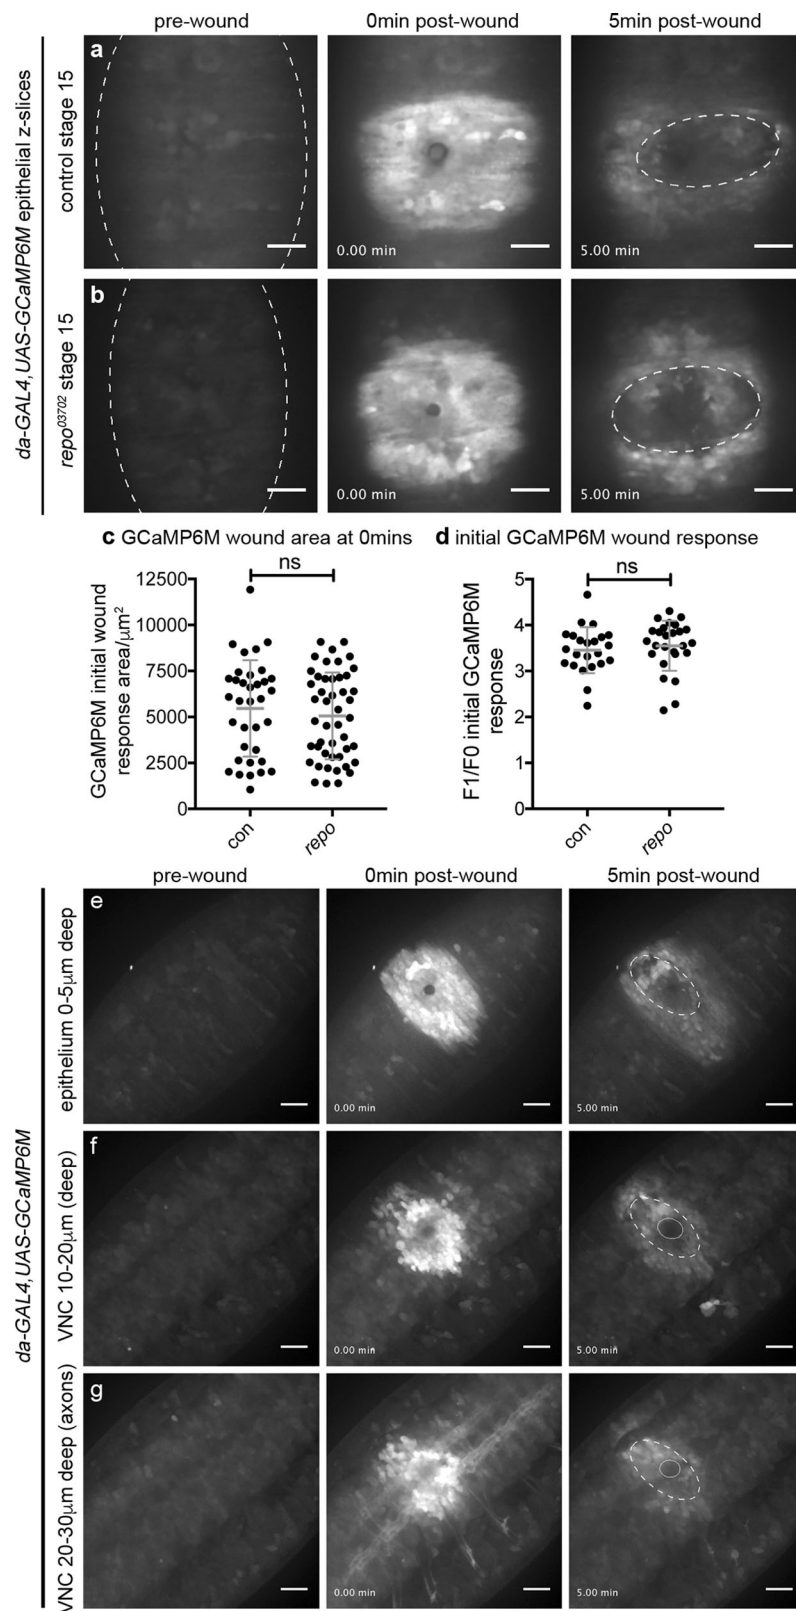 pre-wound
0min post-wound
5min post-wound
da-GAL4,UAS-GCaMP6M epithelial z-slices
control stage 15
a
0.00 min
5.00 min
repo03702 stage 15
b
0.00 min
5.00 min
c GCaMP6M wound area at 0mins
ns
GCaMP6M initial wound
response area/μm2
12500
10000
7500
5000
2500
0
con
repo
d initial GCaMP6M wound response
ns
F1/F0 initial GCaMP6M
response
5
4
3
2
1
0
con
repo
pre-wound
0min post-wound
5min post-wound
da-GAL4,UAS-GCaMP6M
epithelium 0-5μm deep
e
0.00 min
5.00 min
VNC 10-20μm (deep)
f
0.00 min
5.00 min
VNC 20-30μm deep (axons)
g
0.00 min
5.00 min